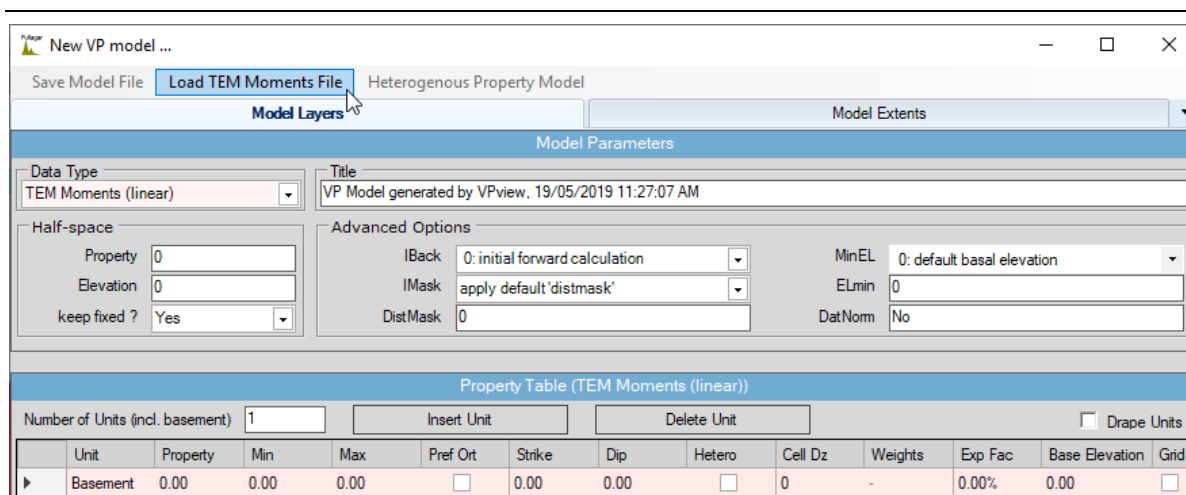 New VP model ...
Save Model File Load TEM Moments File Heterogenous Property Model
Model Layers Model Extents
Model Parameters
Data Type Title
TEM Moments (linear) VP Model generated by VPview, 19/05/2019 11:27:07 AM
Half-space Advanced Options
Property 0 IBack 0: initial forward calculation MinEL 0: default basal elevation
Elevation 0 IMask apply default 'distmask' ELmin 0
keep fixed ? Yes DistMask 0 DatNorm No
Property Table (TEM Moments (linear))
Number of Units (incl. basement) 1 Insert Unit Delete Unit Drape Units
Unit Property Min Max Pref Ort Strike Dip Hetero Cell Dz Weights Exp Fac Base Elevation Grid
Basement 0.00 0.00 0.00 0.00 0.00 0 - 0.00% 0.00